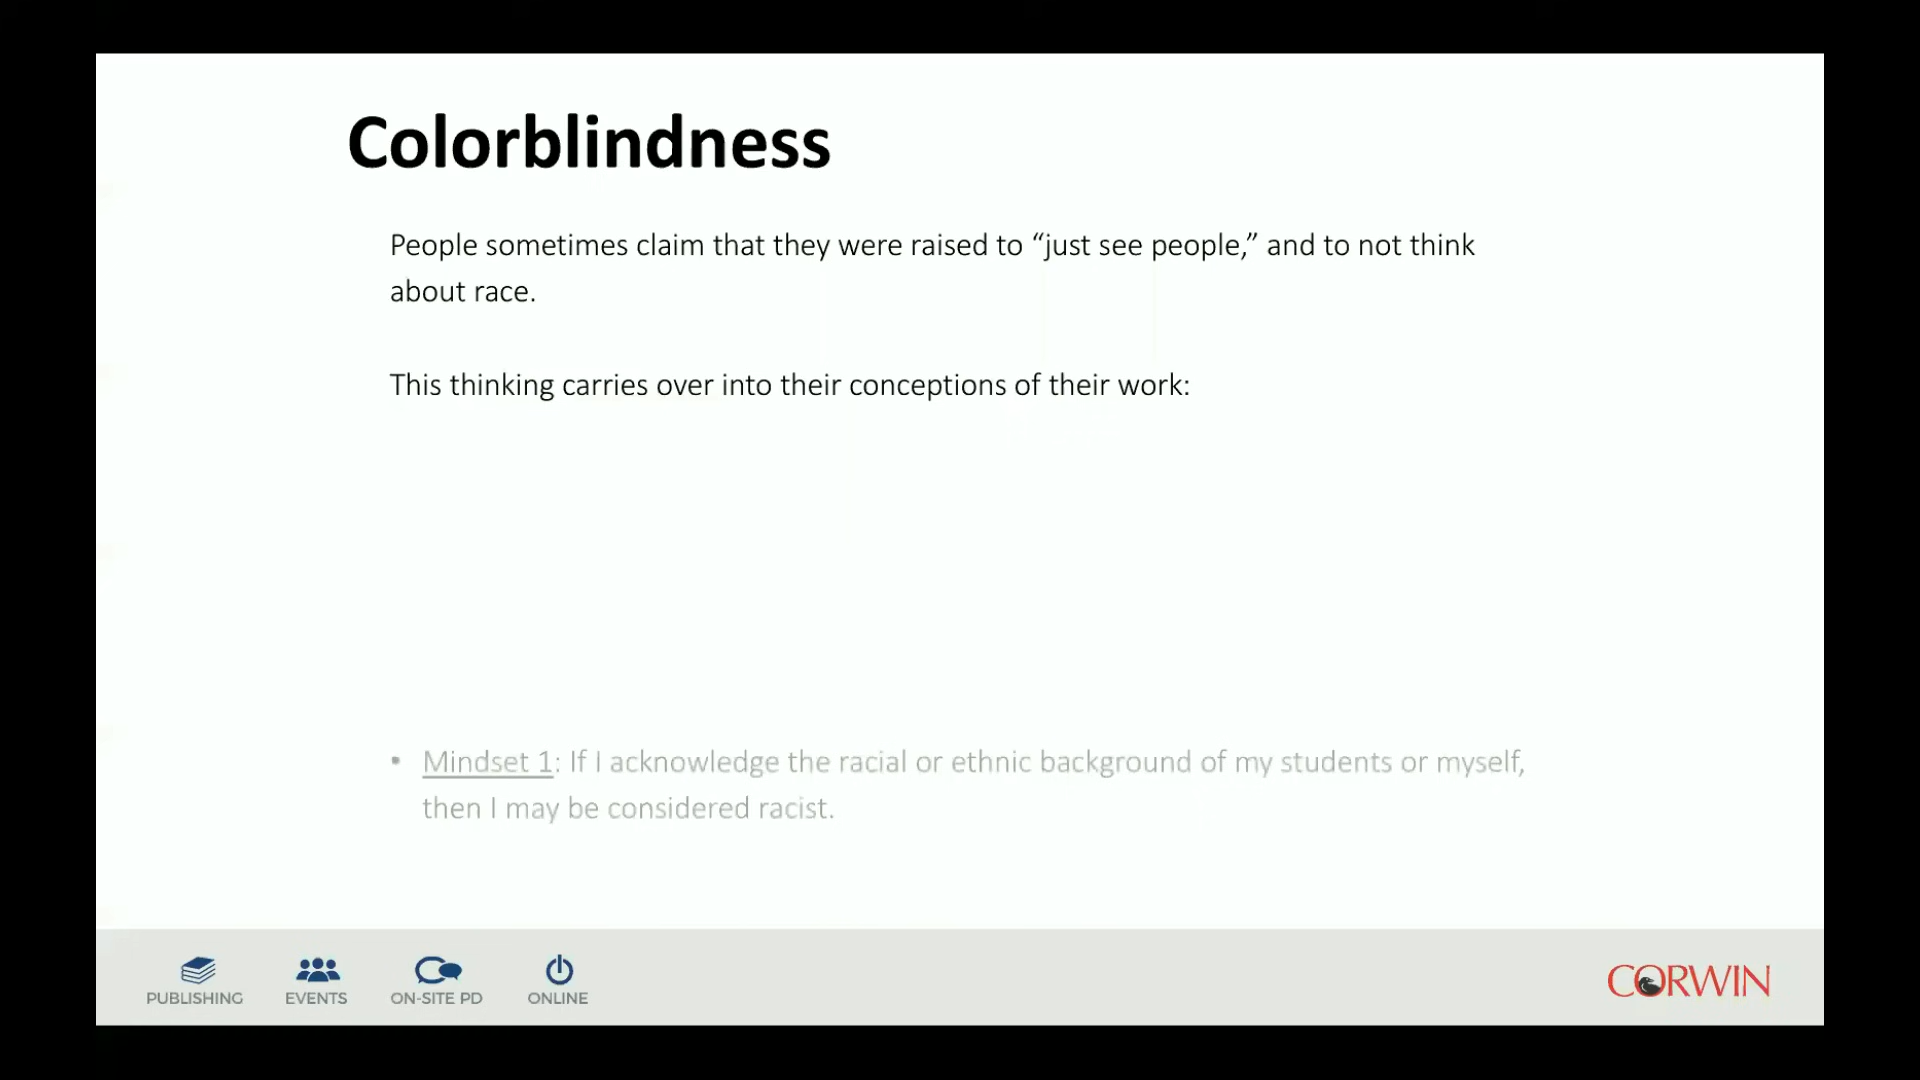 Colorblindness
People sometimes claim that they were raised to “just see people,” and to not think
about race.
This thinking carries over into their conceptions of their work:
• Mindset 1: If I acknowledge the racial or ethnic background of my students or myself,
then I may be considered racist.
PUBLISHING EVENTS ON-SITE PD ONLINE
CORWIN